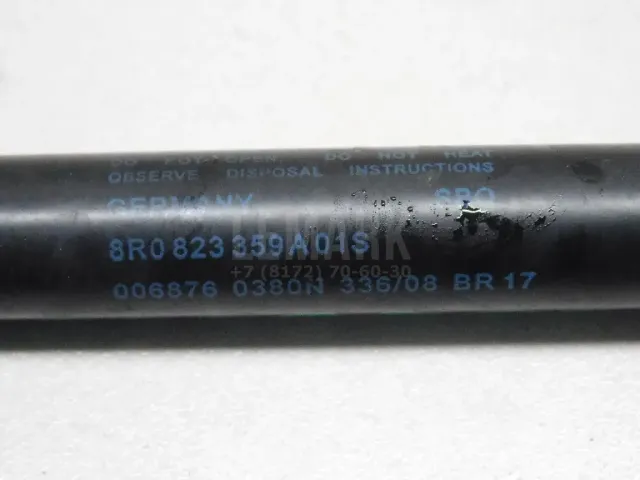 DO NOT OPEN. DO NOT HEAT
OBSERVE DISPOSAL INSTRUCTIONS
GERMANY
8R0 823 359 A 01S
+7 (8172) 70-60-30
006876 0380N 336/08 BR 17